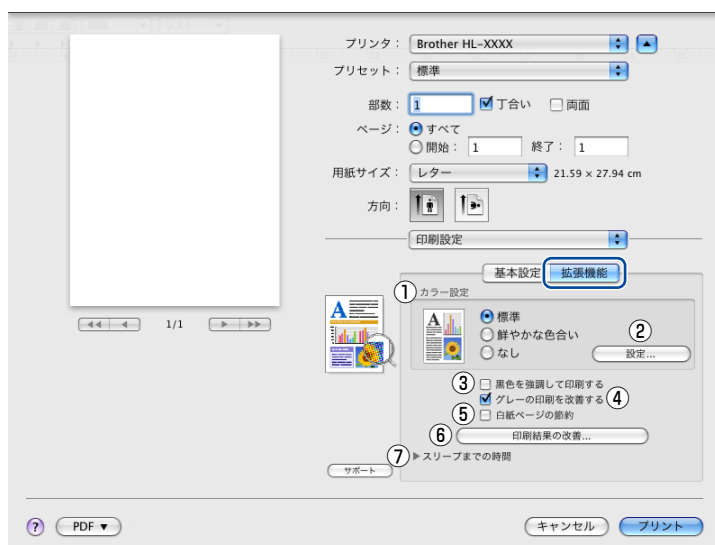 プリンタ： Brother HL-XXXX
プリセット： 標準
部数： 1 丁合い 両面
ページ： すべて
開始： 1 終了： 1
用紙サイズ： レター 21.59 × 27.94 cm
方向：
印刷設定
基本設定 拡張機能
① カラー設定
標準
鮮やかな色合い ②
なし 設定...
③ 黒色を強調して印刷する
グレーの印刷を改善する ④
⑤ 白紙ページの節約
⑥ 印刷結果の改善...
⑦ スリープまでの時間
1/1
サポート
? PDF ▼ キャンセル プリント